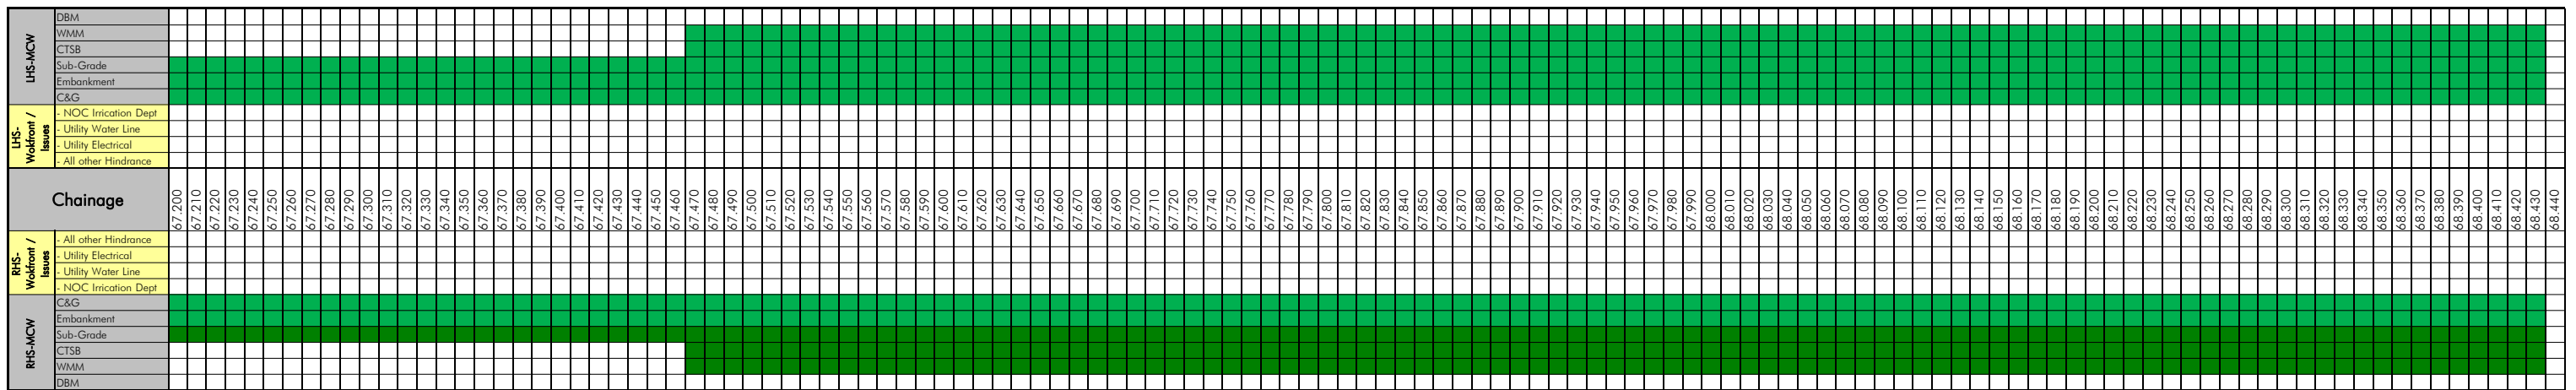 LHS-MCW
DBM
WMM
CTSB
Sub-Grade
Embankment
C&G
LHS-
Wokfront /
Issues
- NOC Irrication Dept
- Utility Water Line
- Utility Electrical
- All other Hindrance
Chainage
67.200 67.210 67.220 67.230 67.240 67.250 67.260 67.270 67.280 67.290 67.300 67.310 67.320 67.330 67.340 67.350 67.360 67.370 67.380 67.390 67.400 67.410 67.420 67.430 67.440 67.450 67.460 67.470 67.480 67.490 67.500 67.510 67.520 67.530 67.540 67.550 67.560 67.570 67.580 67.590 67.600 67.610 67.620 67.630 67.640 67.650 67.660 67.670 67.680 67.690 67.700 67.710 67.720 67.730 67.740 67.750 67.760 67.770 67.780 67.790 67.800 67.810 67.820 67.830 67.840 67.850 67.860 67.870 67.880 67.890 67.900 67.910 67.920 67.930 67.940 67.950 67.960 67.970 67.980 67.990 68.000 68.010 68.020 68.030 68.040 68.050 68.060 68.070 68.080 68.090 68.100 68.110 68.120 68.130 68.140 68.150 68.160 68.170 68.180 68.190 68.200 68.210 68.220 68.230 68.240 68.250 68.260 68.270 68.280 68.290 68.300 68.310 68.320 68.330 68.340 68.350 68.360 68.370 68.380 68.390 68.400 68.410 68.420 68.430 68.440
RHS-
Wokfront /
Issues
- All other Hindrance
- Utility Electrical
- Utility Water Line
- NOC Irrication Dept
RHS-MCW
C&G
Embankment
Sub-Grade
CTSB
WMM
DBM